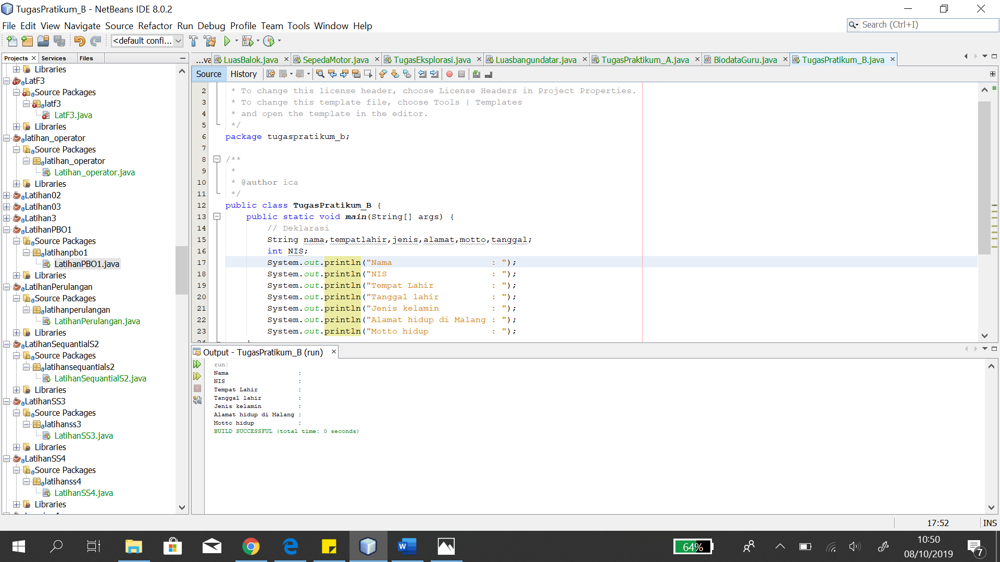 TugasPratikum_B - NetBeans IDE 8.0.2
File Edit View Navigate Source Refactor Run Debug Profile Team Tools Window Help
Search (Ctrl+I)
<default confi...
Projects Services Files
Libraries
LatF3
Source Packages
latf3
LatF3.java
Libraries
latihan_operator
Source Packages
latihan_operator
Latihan_operator.java
Libraries
Latihan02
Latihan03
Latihan3
LatihanPBO1
Source Packages
latihanpbo1
LatihanPBO1.java
Libraries
LatihanPerulangan
Source Packages
latihanperulangan
LatihanPerulangan.java
Libraries
LatihanSequantialS2
Source Packages
latihansequantials2
LatihanSequantialS2.java
Libraries
LatihanSS3
Source Packages
latihanss3
LatihanSS3.java
Libraries
LatihanSS4
Source Packages
latihanss4
LatihanSS4.java
Libraries
...va LuasBalok.java SepedaMotor.java TugasEksplorasi.java Luasbangundatar.java TugasPraktikum_A.java BiodataGuru.java TugasPratikum_B.java
Source History
2 * To change this license header, choose License Headers in Project Properties.
3 * To change this template file, choose Tools | Templates
4 * and open the template in the editor.
5 */
6 package tugaspratikum_b;
7
8 /**
9 *
10 * @author ica
11 */
12 public class TugasPratikum_B {
13 public static void main(String[] args) {
14 // Deklarasi
15 String nama,tempatlahir,jenis,alamat,motto,tanggal;
16 int NIS;
17 System.out.println("Nama                   : ");
18 System.out.println("NIS                    : ");
19 System.out.println("Tempat Lahir           : ");
20 System.out.println("Tanggal lahir          : ");
21 System.out.println("Jenis kelamin          : ");
22 System.out.println("Alamat hidup di Malang : ");
23 System.out.println("Motto hidup            : ");
24 }
Output - TugasPratikum_B (run)
run:
Nama                   :
NIS                    :
Tempat Lahir           :
Tanggal lahir          :
Jenis kelamin          :
Alamat hidup di Malang :
Motto hidup            :
BUILD SUCCESSFUL (total time: 0 seconds)
17:52 INS
64%
10:50
08/10/2019
7